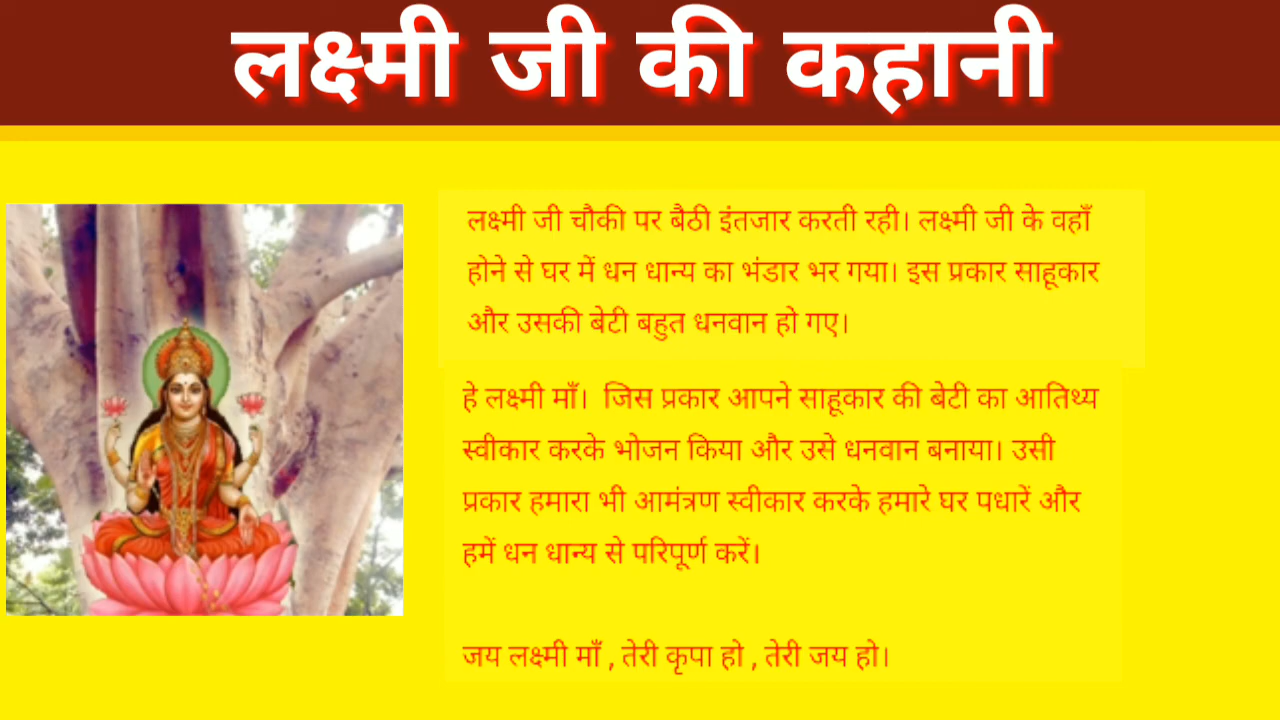 लक्ष्मी जी की कहानी
लक्ष्मी जी चौकी पर बैठी इंतजार करती रही। लक्ष्मी जी के वहाँ
होने से घर में धन धान्य का भंडार भर गया। इस प्रकार साहूकार
और उसकी बेटी बहुत धनवान हो गए।
हे लक्ष्मी माँ। जिस प्रकार आपने साहूकार की बेटी का आतिथ्य
स्वीकार करके भोजन किया और उसे धनवान बनाया। उसी
प्रकार हमारा भी आमंत्रण स्वीकार करके हमारे घर पधारें और
हमें धन धान्य से परिपूर्ण करें।
जय लक्ष्मी माँ , तेरी कृपा हो , तेरी जय हो।